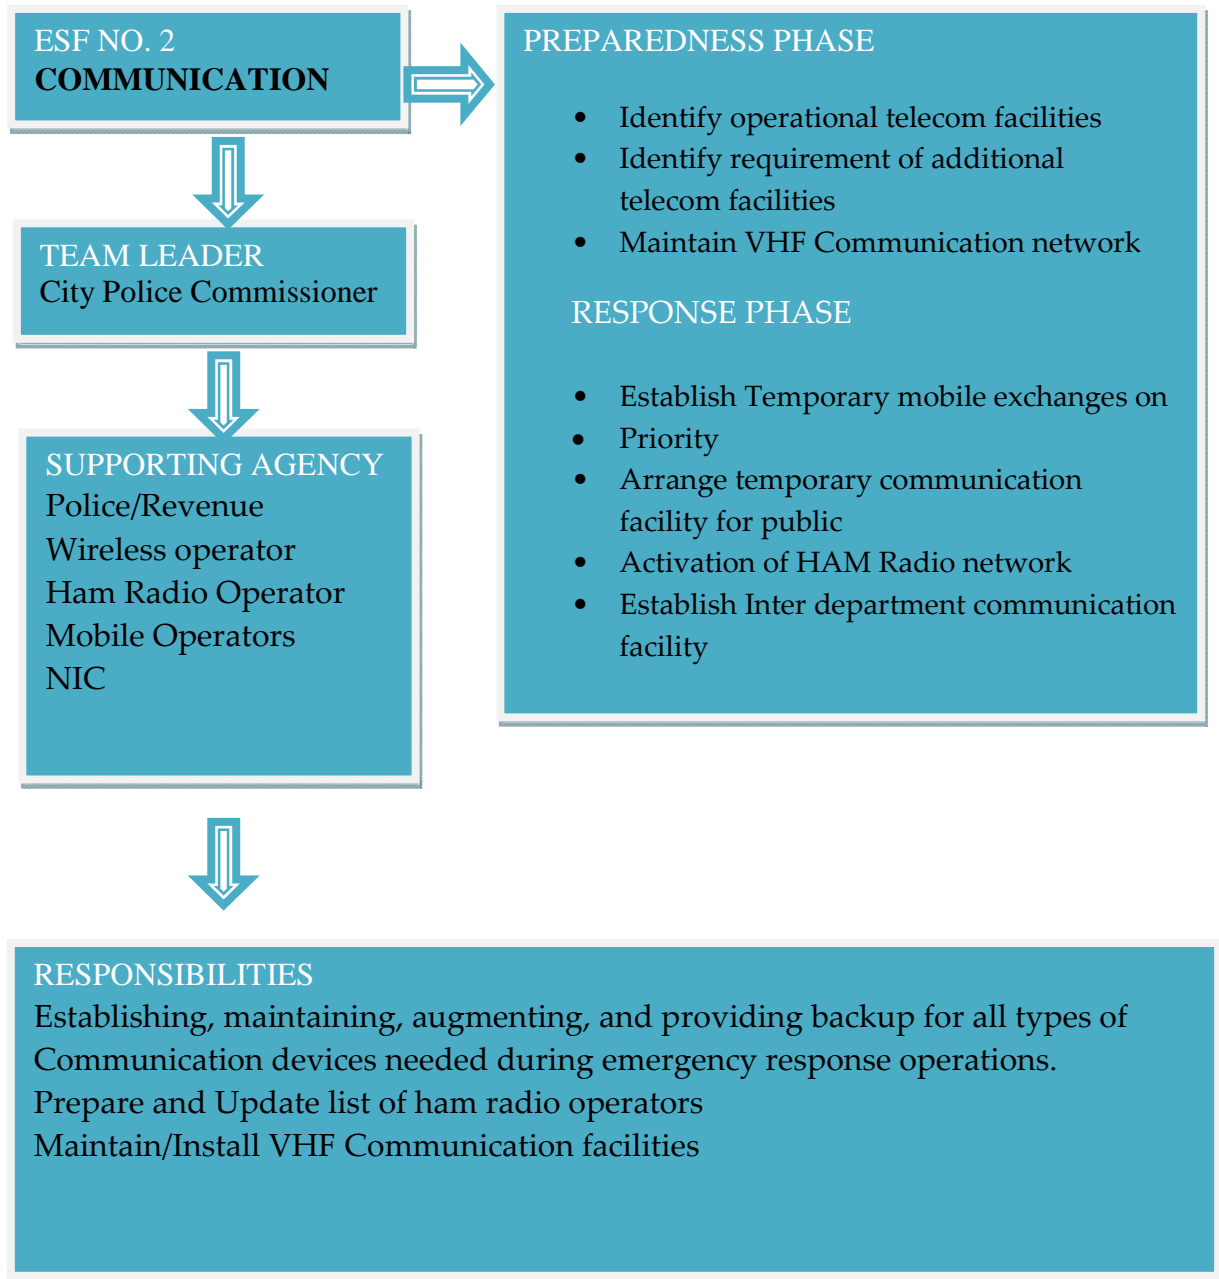 ESF NO. 2
COMMUNICATION
TEAM LEADER
City Police Commissioner
SUPPORTING AGENCY
Police/Revenue
Wireless operator
Ham Radio Operator
Mobile Operators
NIC
PREPAREDNESS PHASE
• Identify operational telecom facilities
• Identify requirement of additional
telecom facilities
• Maintain VHF Communication network
RESPONSE PHASE
• Establish Temporary mobile exchanges on
• Priority
• Arrange temporary communication
facility for public
• Activation of HAM Radio network
• Establish Inter department communication
facility
RESPONSIBILITIES
Establishing, maintaining, augmenting, and providing backup for all types of
Communication devices needed during emergency response operations.
Prepare and Update list of ham radio operators
Maintain/Install VHF Communication facilities